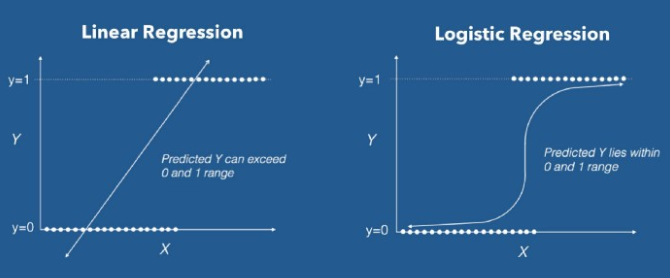 Linear Regression
y=1
Y
Predicted Y can exceed
0 and 1 range
y=0
X
Logistic Regression
y=1
Y
Predicted Y lies within
0 and 1 range
y=0
X